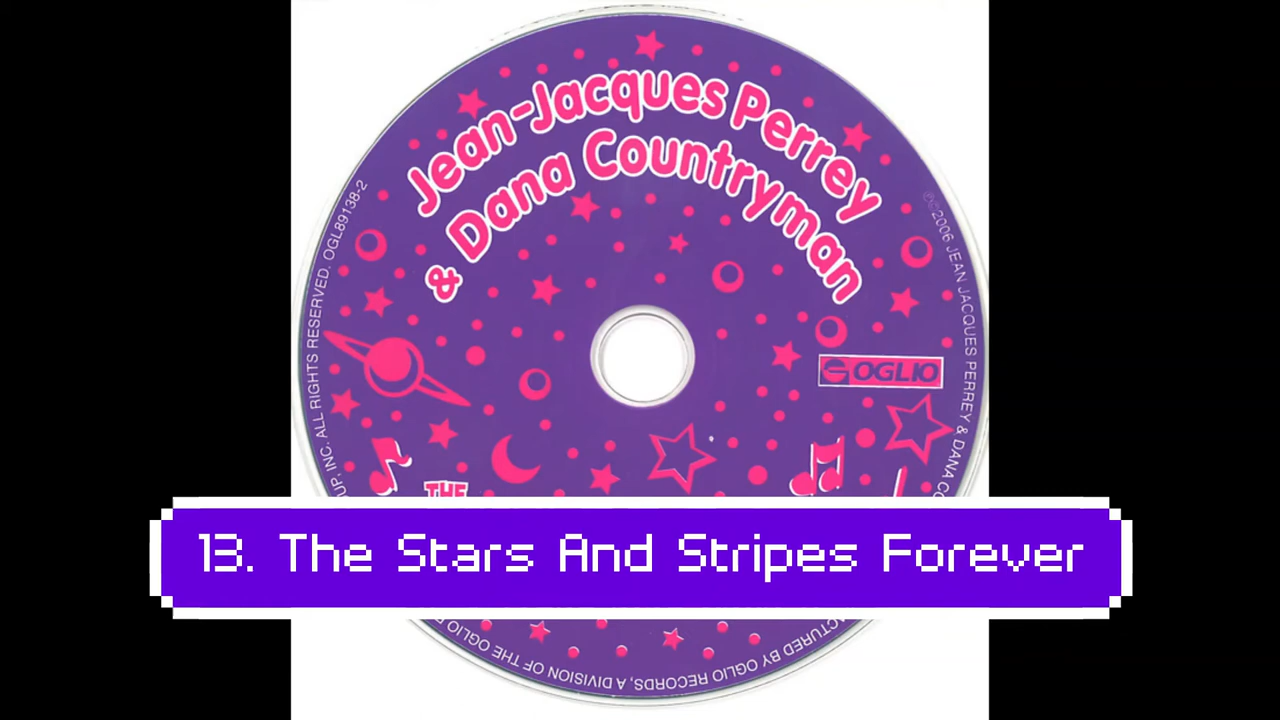 Jean-Jacques Perrey
& Dana Countryman
UP, INC. ALL RIGHTS RESERVED. OGL89138-2
℗©2006 JEAN JACQUES PERREY & DANA CO
OGLIO
THE
13. The Stars And Stripes Forever
ACTURED BY OGLIO RECORDS, A DIVISION OF THE OGLIO E